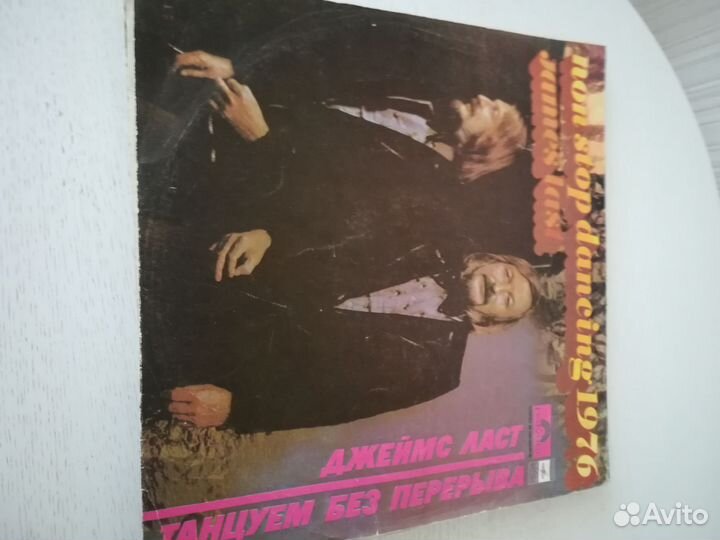 non stop dancing 1976
James last
ДЖЕЙМС ЛАСТ
ТАНЦУЕМ БЕЗ ПЕРЕРЫВА
Avito